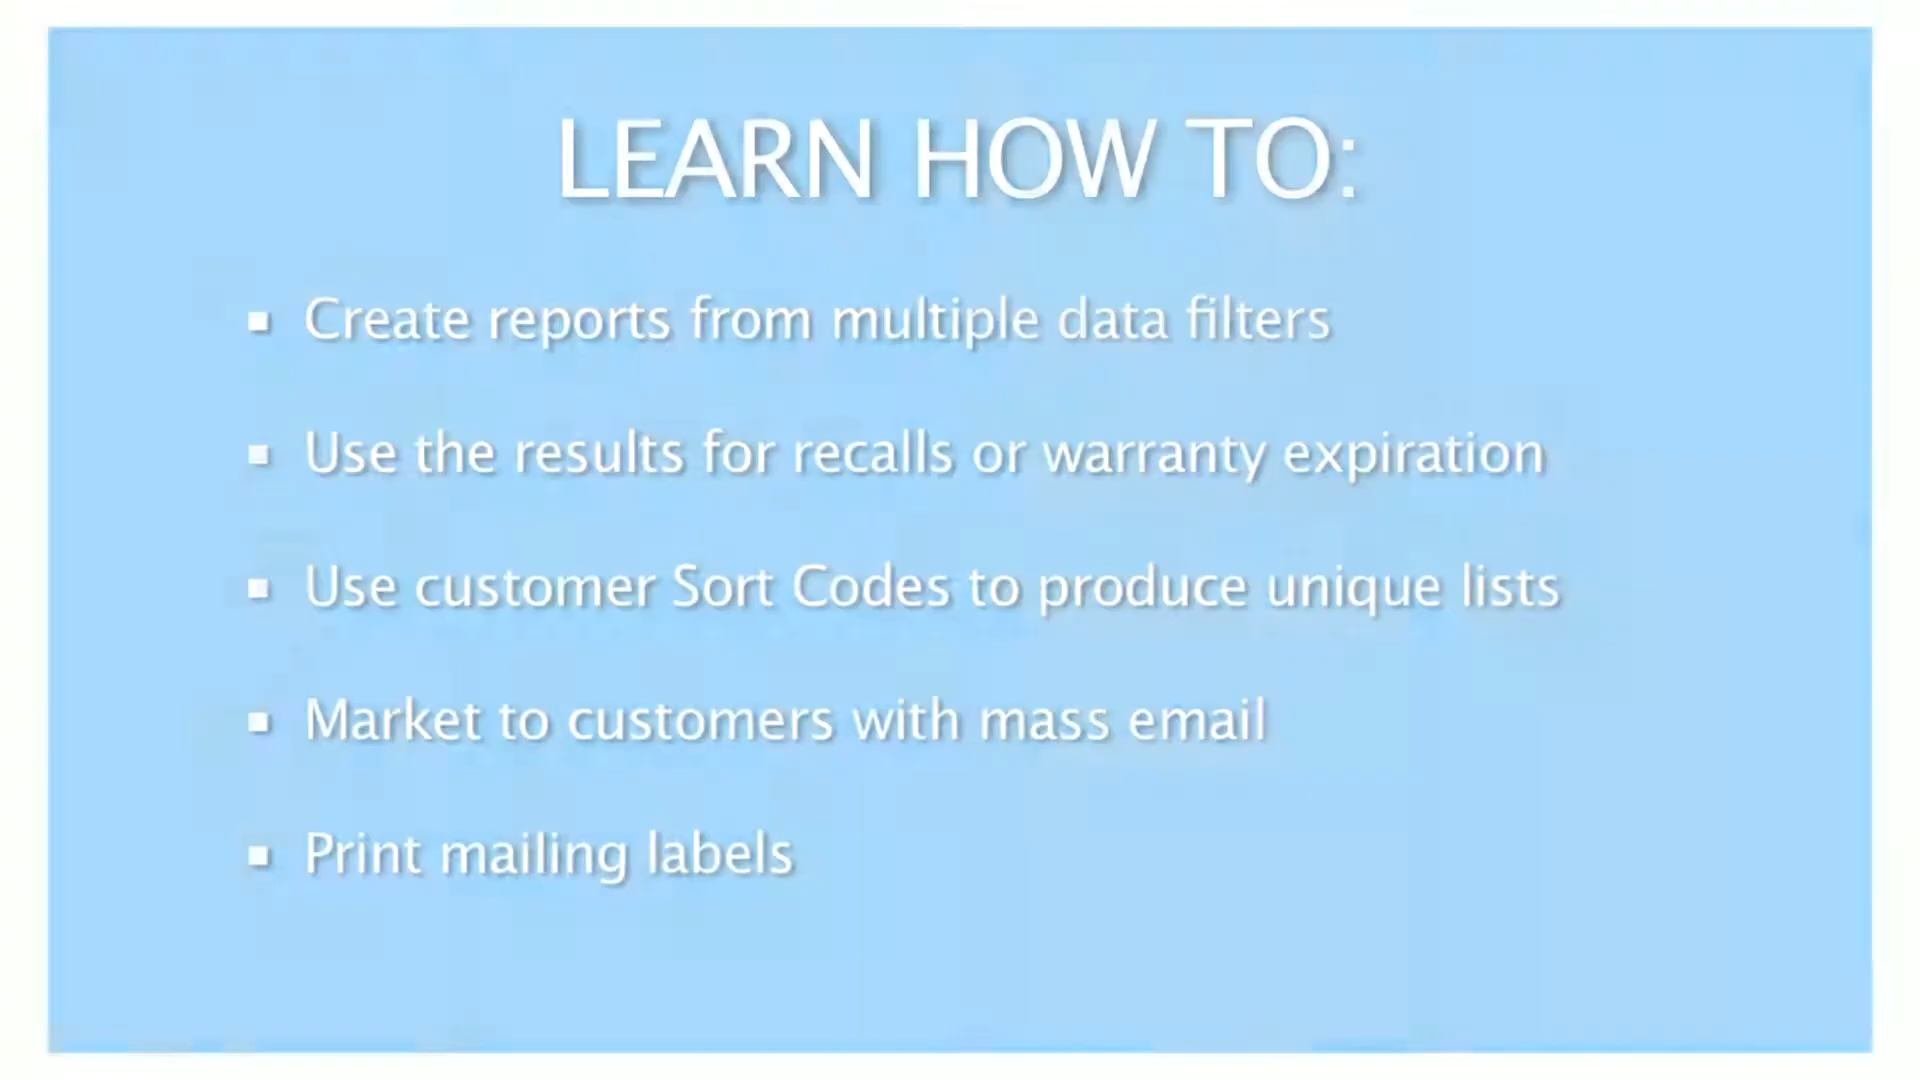 LEARN HOW TO:
▪ Create reports from multiple data filters
▪ Use the results for recalls or warranty expiration
▪ Use customer Sort Codes to produce unique lists
▪ Market to customers with mass email
▪ Print mailing labels